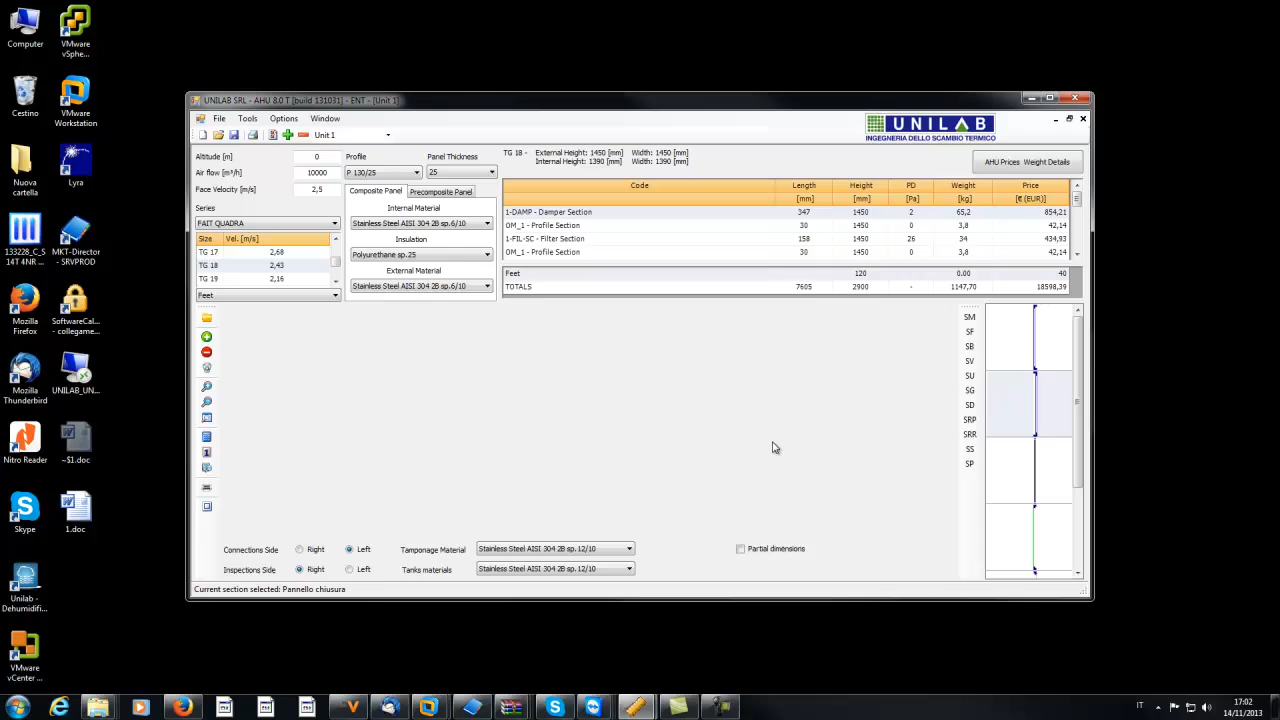 Computer
VMware
vSphe...
Cestino
VMware
Workstation
Nuova
cartella
Lyra
133228_C_S
14T 4NR ...
MKT-Director
- SRVPROD
Mozilla
Firefox
SoftwareCal...
- collegame...
Mozilla
Thunderbird
UNILAB_UN...
Nitro Reader
~$1.doc
Skype
1.doc
Unilab -
Dehumidifi...
VMware
vCenter ...
UNILAB SRL - AHU 8.0 T [build 131031] - ENT - [Unit 1]
File Tools Options Window
Unit 1
UNILAB
INGEGNERIA DELLO SCAMBIO TERMICO
Altitude [m] 0
Air flow [m³/h] 10000
Face Velocity [m/s] 2,5
Series
FAIT QUADRA
Size Vel. [m/s]
TG 17 2,68
TG 18 2,43
TG 19 2,16
Feet
Profile Panel Thickness
P 130/25 25
Composite Panel Precomposite Panel
Internal Material
Stainless Steel AISI 304 2B sp.6/10
Insulation
Polyurethane sp.25
External Material
Stainless Steel AISI 304 2B sp.6/10
TG 18 - External Height: 1450 [mm] Width: 1450 [mm]
Internal Height: 1390 [mm] Width: 1390 [mm]
AHU Prices Weight Details
Code Length Height PD Weight Price
[mm] [mm] [Pa] [kg] [€ (EUR)]
1-DAMP - Damper Section 347 1450 2 65,2 854,21
OM_1 - Profile Section 30 1450 0 3,8 42,14
1-FIL-SC - Filter Section 158 1450 26 34 434,93
OM_1 - Profile Section 30 1450 0 3,8 42,14
Feet 120 0.00 40
TOTALS 7605 2900 - 1147,70 18598,39
SM
SF
SB
SV
SU
SG
SD
SRP
SRR
SS
SP
Connections Side Right Left Tamponage Material Stainless Steel AISI 304 2B sp.12/10 Partial dimensions
Inspections Side Right Left Tanks materials Stainless Steel AISI 304 2B sp.12/10
Current section selected: Pannello chiusura
IT
17:02
14/11/2013